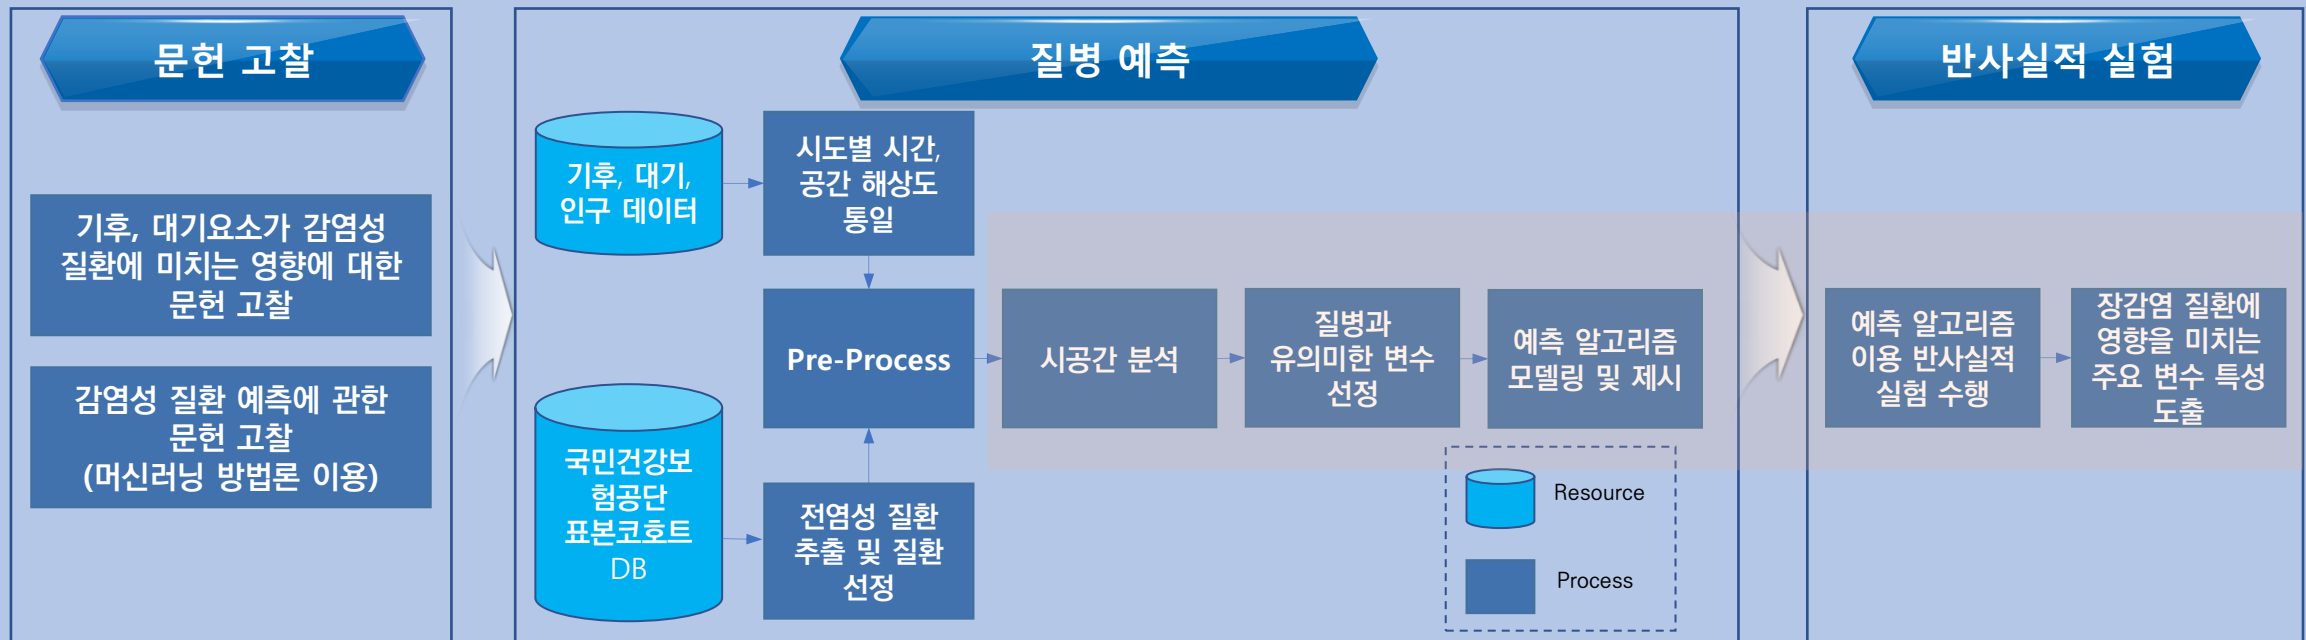 문헌 고찰
기후, 대기요소가 감염성
질환에 미치는 영향에 대한
문헌 고찰
감염성 질환 예측에 관한
문헌 고찰
(머신러닝 방법론 이용)
질병 예측
기후, 대기,
인구 데이터
시도별 시간,
공간 해상도
통일
Pre-Process
국민건강보
험공단
표본코호트
DB
전염성 질환
추출 및 질환
선정
시공간 분석
질병과
유의미한 변수
선정
예측 알고리즘
모델링 및 제시
Resource
Process
반사실적 실험
예측 알고리즘
이용 반사실적
실험 수행
장감염 질환에
영향을 미치는
주요 변수 특성
도출